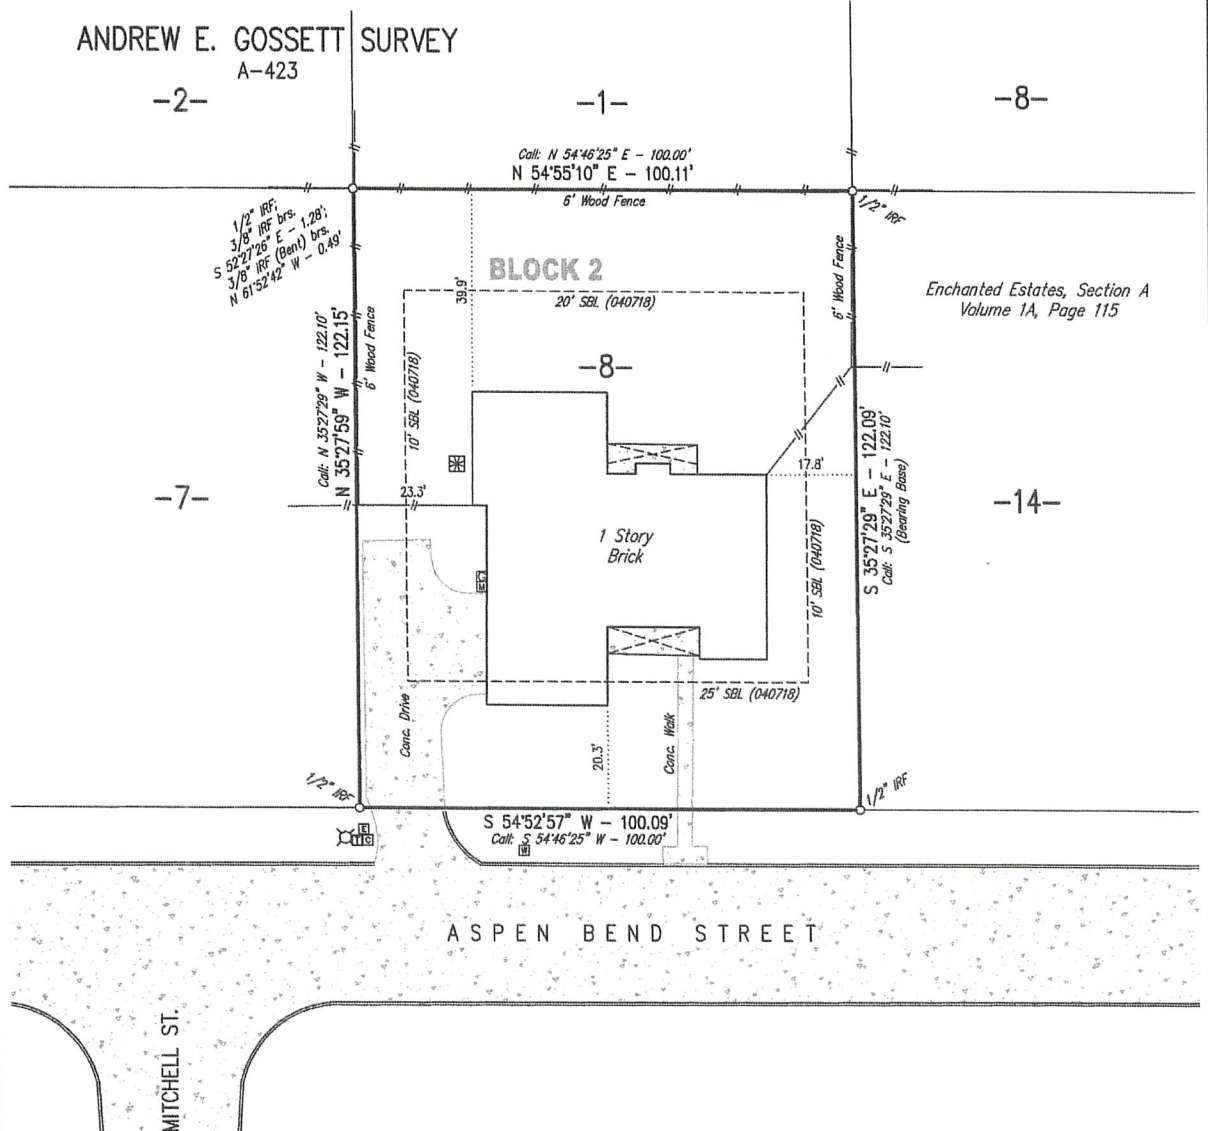 ANDREW E. GOSSETT SURVEY
A-423
-2-
-1-
-8-
Call: N 54°46'25" E - 100.00'
N 54°55'10" E - 100.11'
6' Wood Fence
1/2" IRF;
3/8" IRF brs.
S 52°27'26" E - 1.28';
3/8" IRF (Bent) brs.
N 61°52'42" W - 0.49'
1/2" IRF
BLOCK 2
39.9'
20' SBL (040718)
6' Wood Fence
Enchanted Estates, Section A
Volume 1A, Page 115
Call: N 35°27'29" W - 122.10'
N 35°27'59" W - 122.15'
6' Wood Fence
10' SBL (040718)
-8-
17.8'
23.3'
-7-
1 Story
Brick
10' SBL (040718)
S 35°27'29" E - 122.09'
Call: S 35°27'29" E - 122.10'
(Bearing Base)
-14-
E C
25' SBL (040718)
Conc. Drive
20.3'
Conc. Walk
1/2" IRF
1/2" IRF
S 54°52'57" W - 100.09'
Call: S 54°46'25" W - 100.00'
E
T C
W
ASPEN BEND STREET
MITCHELL ST.